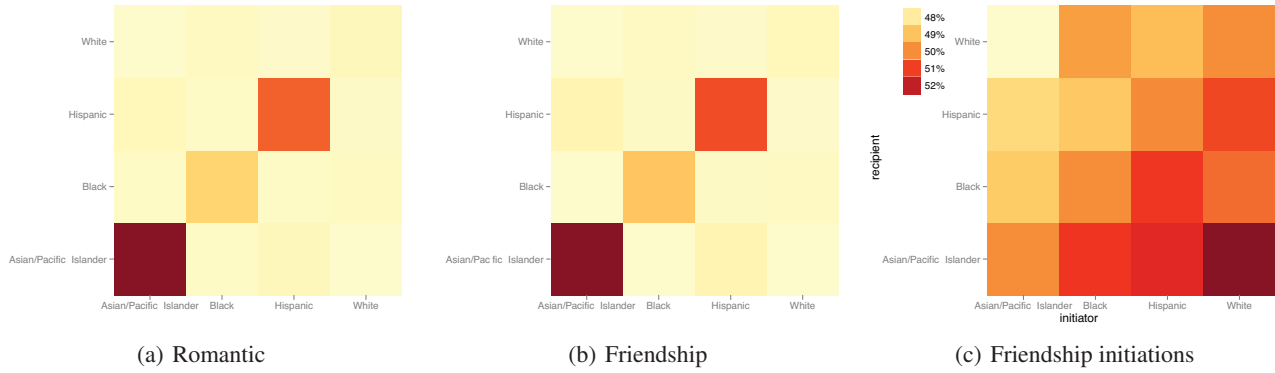 White
Hispanic
Black
Asian/Pacific Islander
Asian/Pacific Islander Black Hispanic White
(a) Romantic
White
Hispanic
Black
Asian/Pac fic Islander
Asian/Pacific Islander Black Hispanic White
(b) Friendship
48%
49%
50%
51%
52%
recipient
White
Hispanic
Black
Asian/Pacific Islander
Asian/Pacific Islander Black Hispanic White
initiator
(c) Friendship initiations